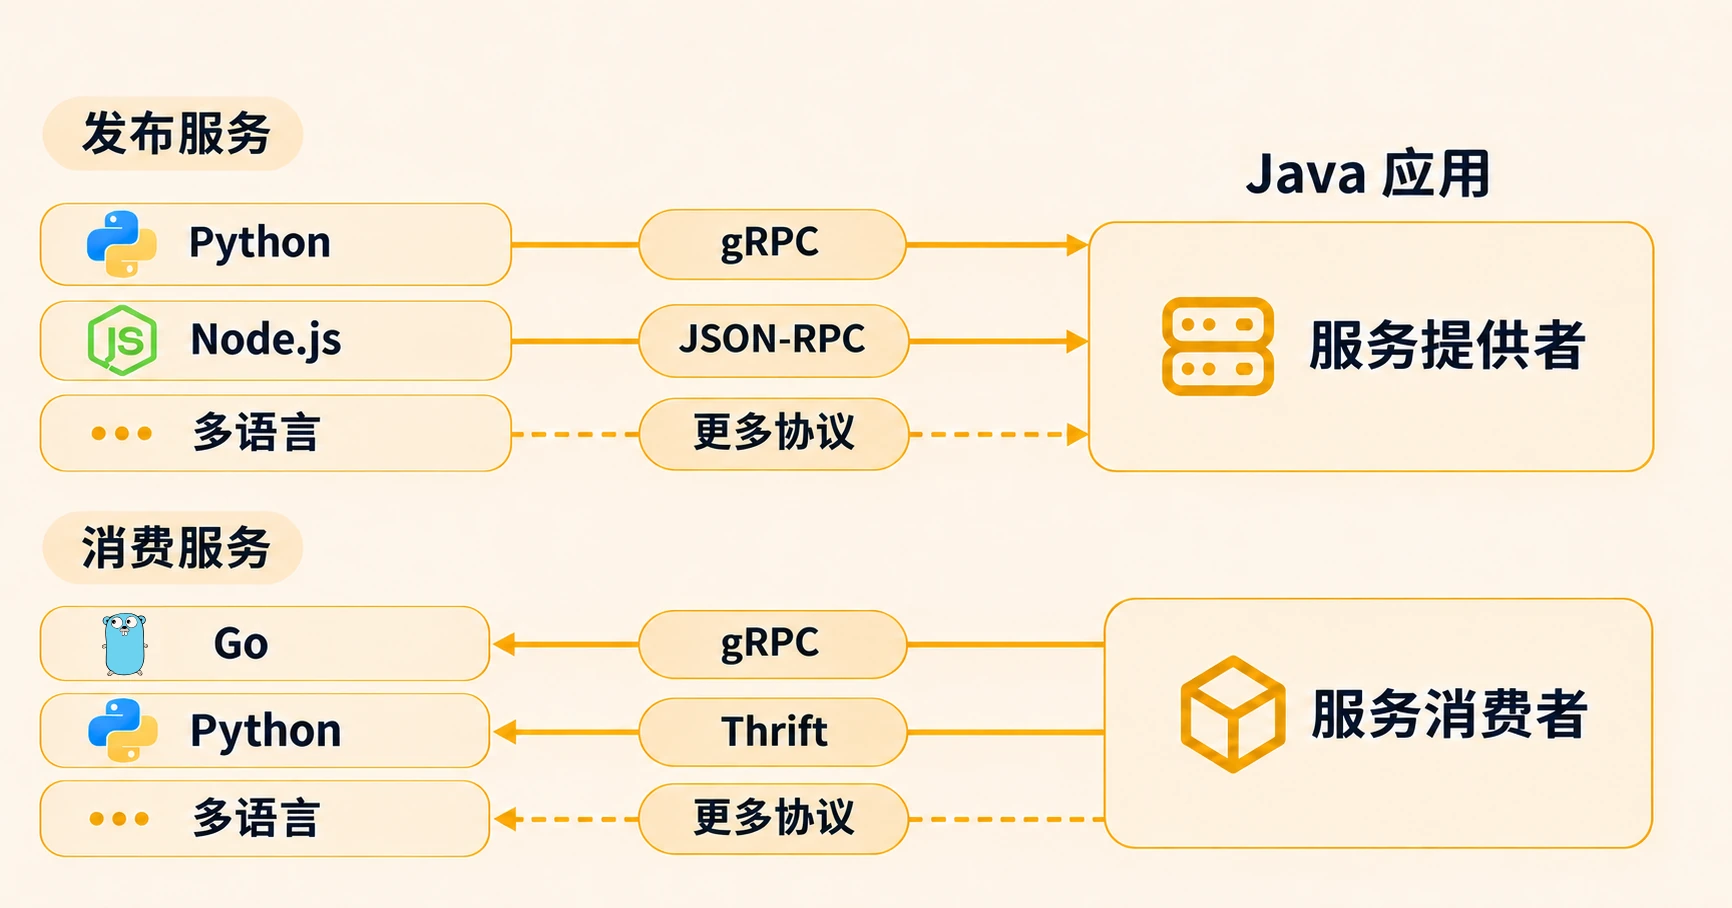 发布服务
Java 应用
Python
gRPC
JS
Node.js
JSON-RPC
服务提供者
多语言
更多协议
消费服务
Go
gRPC
Python
Thrift
服务消费者
多语言
更多协议